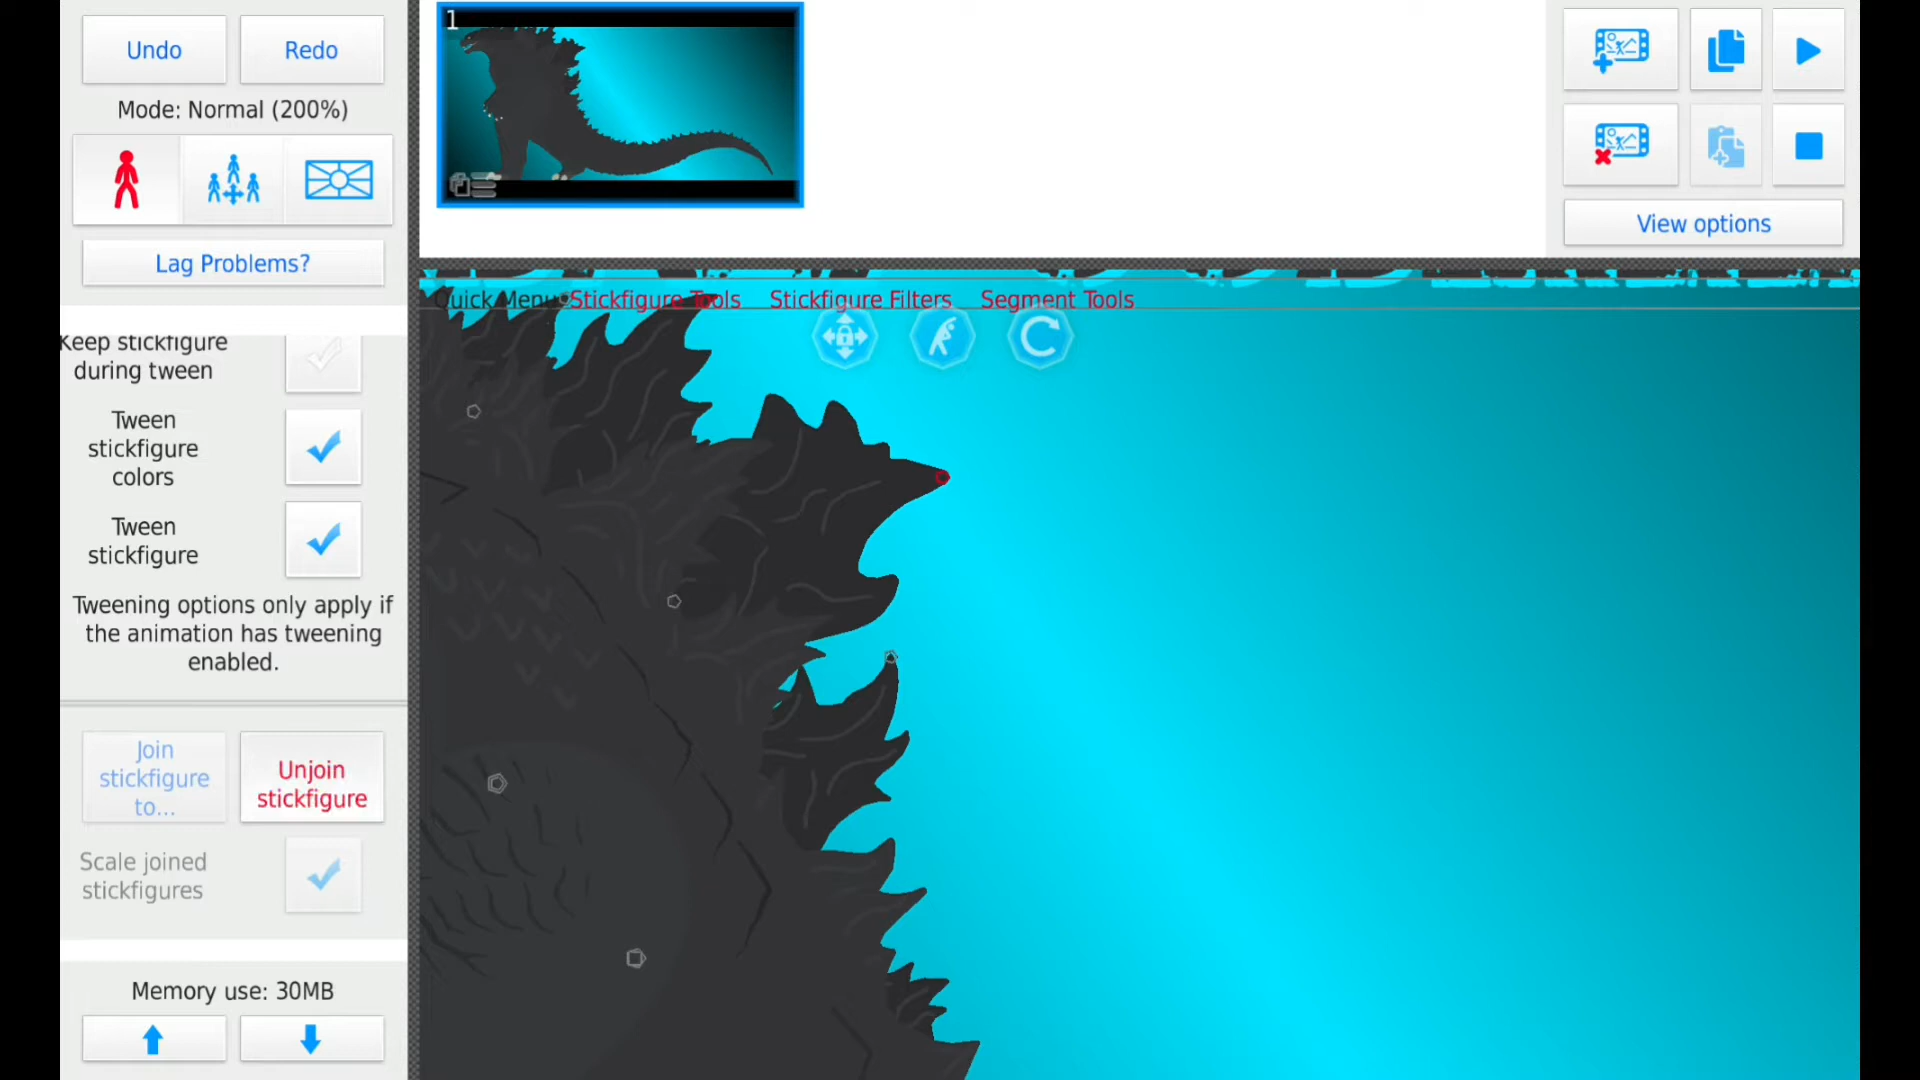 Undo
Redo
Mode: Normal (200%)
Lag Problems?
Keep stickfigure
during tween
Tween
stickfigure
colors
Tween
stickfigure
Tweening options only apply if
the animation has tweening
enabled.
Join
stickfigure
to...
Unjoin
stickfigure
Scale joined
stickfigures
Memory use: 30MB
1
View options
Quick Menu
Stickfigure Tools
Stickfigure Filters
Segment Tools